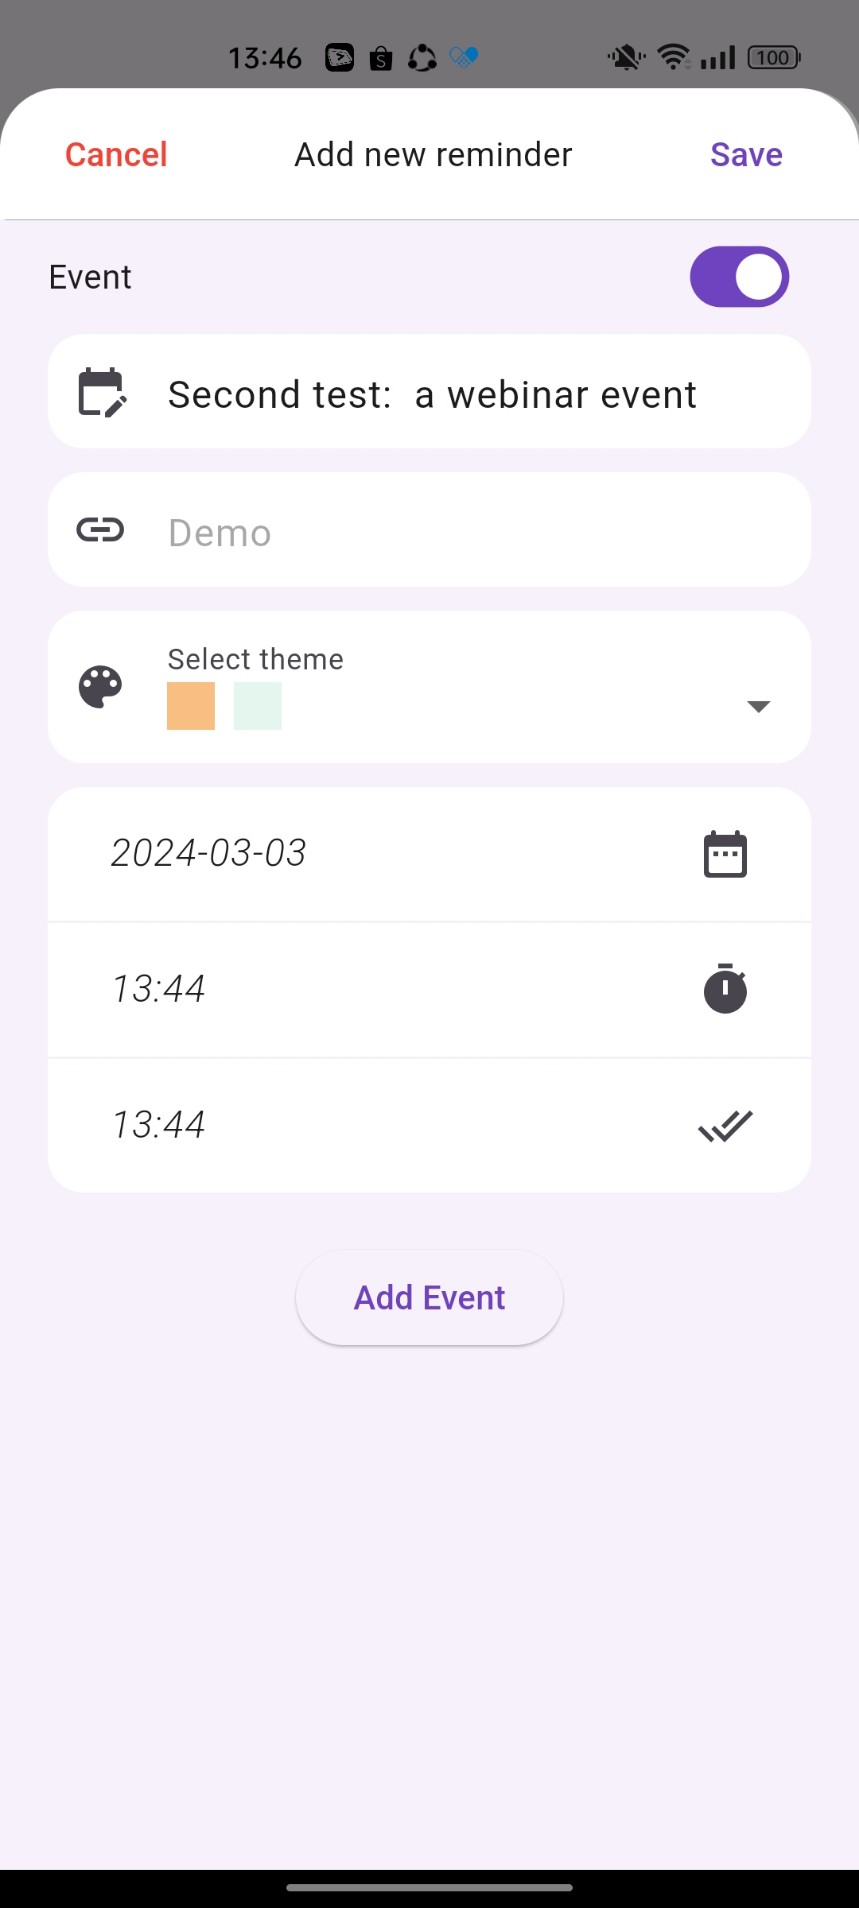 13:46
100
Cancel
Add new reminder
Save
Event
Second test:  a webinar event
Demo
Select theme
2024-03-03
13:44
13:44
Add Event